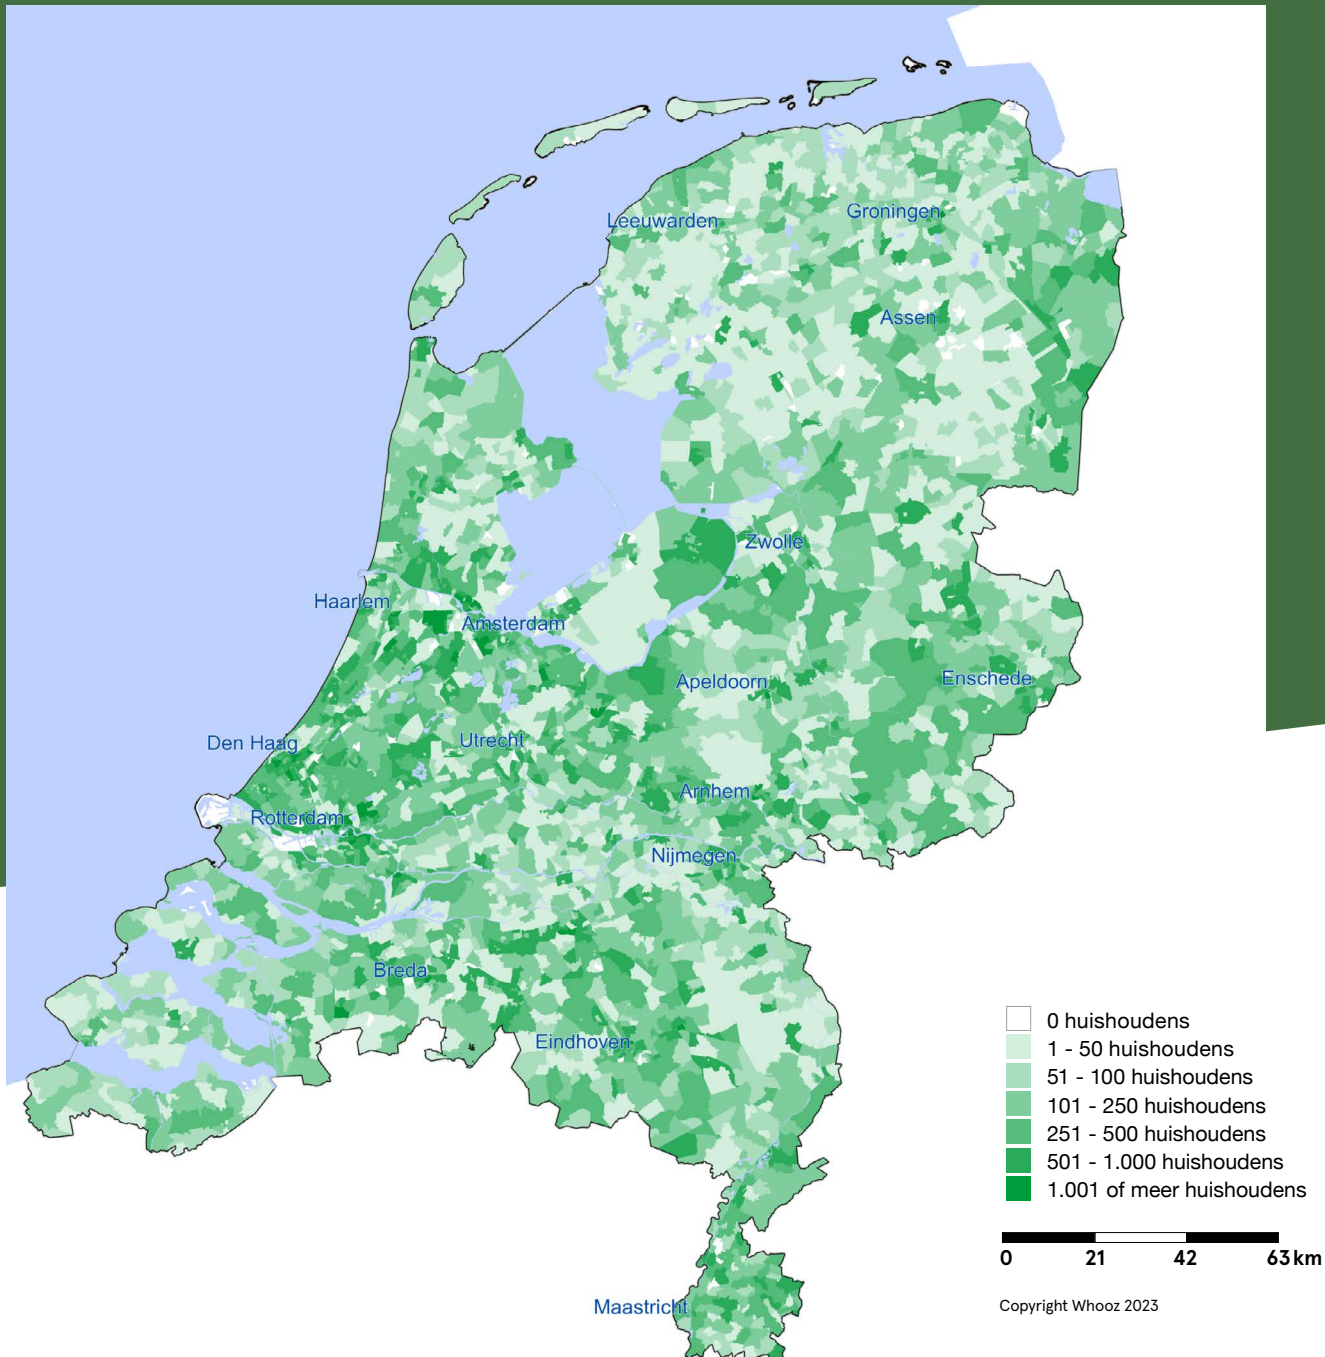 Leeuwarden
Groningen
Assen
Zwolle
Haarlem
Amsterdam
Apeldoorn
Enschede
Den Haag
Utrecht
Arnhem
Rotterdam
Nijmegen
Breda
Eindhoven
Maastricht
0 huishoudens
1 - 50 huishoudens
51 - 100 huishoudens
101 - 250 huishoudens
251 - 500 huishoudens
501 - 1.000 huishoudens
1.001 of meer huishoudens
0 21 42 63 km
Copyright Whooz 2023